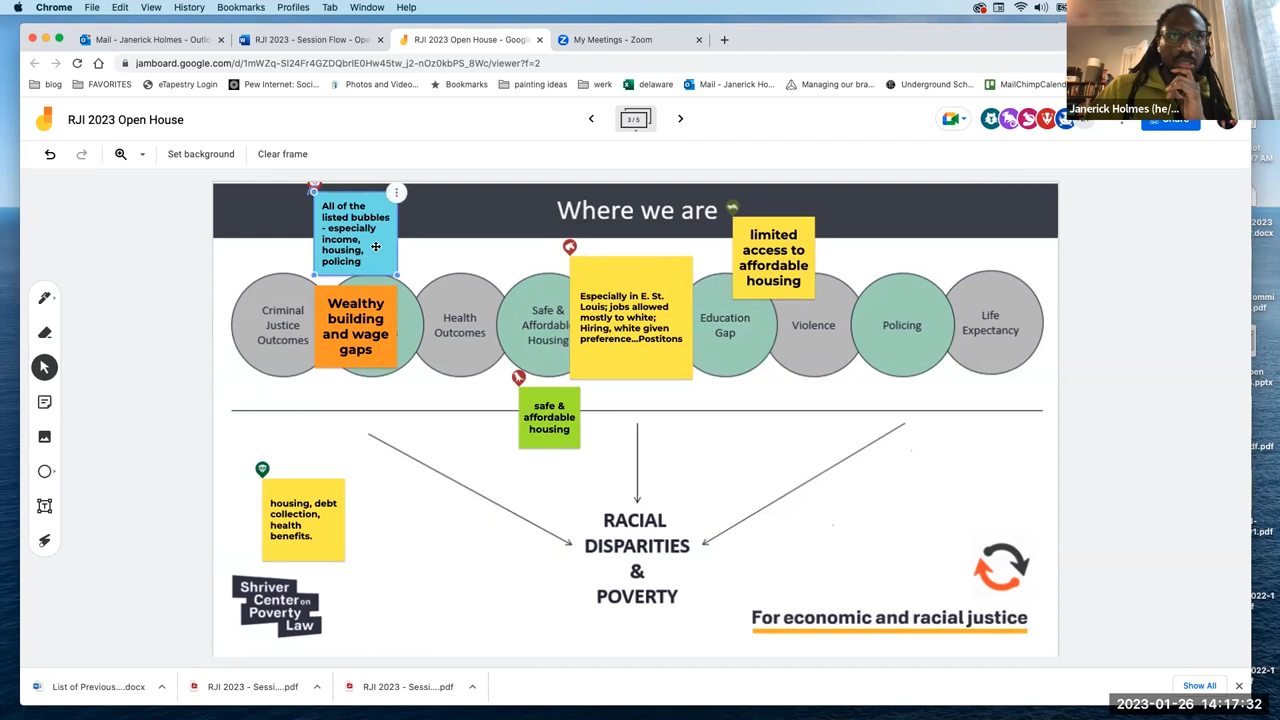 Chrome File Edit View History Bookmarks Profiles Tab Window Help
Mail - Janerick Holmes - Outl
RJI 2023 - Session Flow - Ope
RJI 2023 Open House - Google
My Meetings - Zoom
jamboard.google.com/d/1mWZq-
blog FAVORITES eTapestry Login Pew Internet: Soci... Photos and Video... Bookmarks painting ideas werk delaware Mail – Janerick Ho... Managing our bra... Underground Sch... MailChimpCalend
Janerick Holmes (he/...
RJI 2023 Open House
3 / 5
Share
Set background Clear frame
Where we are
All of the
listed bubbles
- especially
income,
housing,
policing
limited
access to
affordable
housing
Criminal
Justice
Outcomes
Wealthy
building
and wage
gaps
Health
Outcomes
Safe &
Affordable
Housing
Especially in E. St.
Louis; jobs allowed
mostly to white;
Hiring, white given
preference...Postitons
Education
Gap
Violence
Policing
Life
Expectancy
safe &
affordable
housing
housing, debt
collection,
health
benefits.
RACIAL
DISPARITIES
&
POVERTY
Shriver
Center on
Poverty
Law
For economic and racial justice
List of Previous....docx
RJI 2023 - Sessi....pdf
RJI 2023 - Sessi....pdf
Show All
2023-01-26 14:17:32